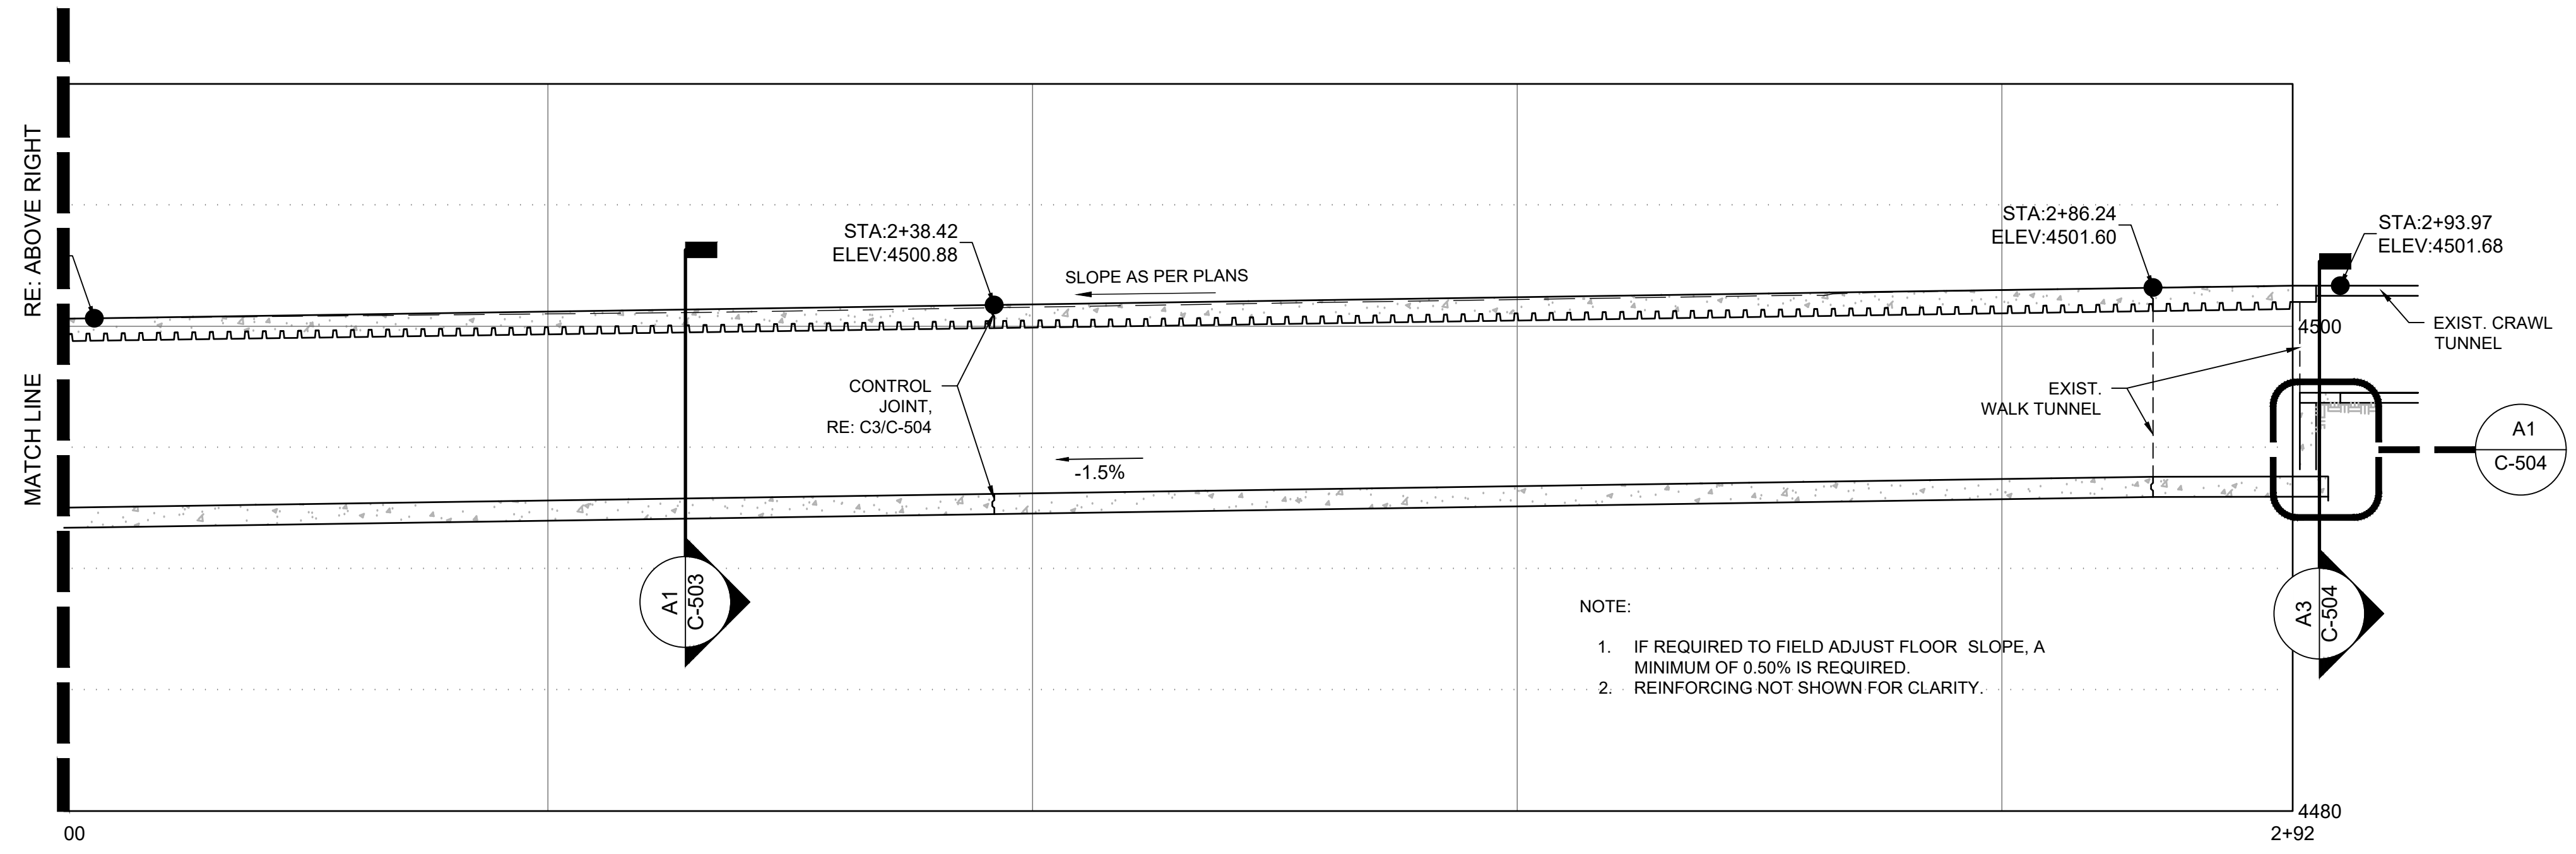 RE: ABOVE RIGHT
MATCH LINE
STA:2+38.42
ELEV:4500.88
SLOPE AS PER PLANS
STA:2+86.24
ELEV:4501.60
STA:2+93.97
ELEV:4501.68
4500
EXIST. CRAWL
TUNNEL
CONTROL
JOINT,
RE: C3/C-504
EXIST.
WALK TUNNEL
-1.5%
A1
C-504
A1
C-503
A3
C-504
NOTE:
1. IF REQUIRED TO FIELD ADJUST FLOOR SLOPE, A
MINIMUM OF 0.50% IS REQUIRED.
2. REINFORCING NOT SHOWN FOR CLARITY.
4480
00
2+92